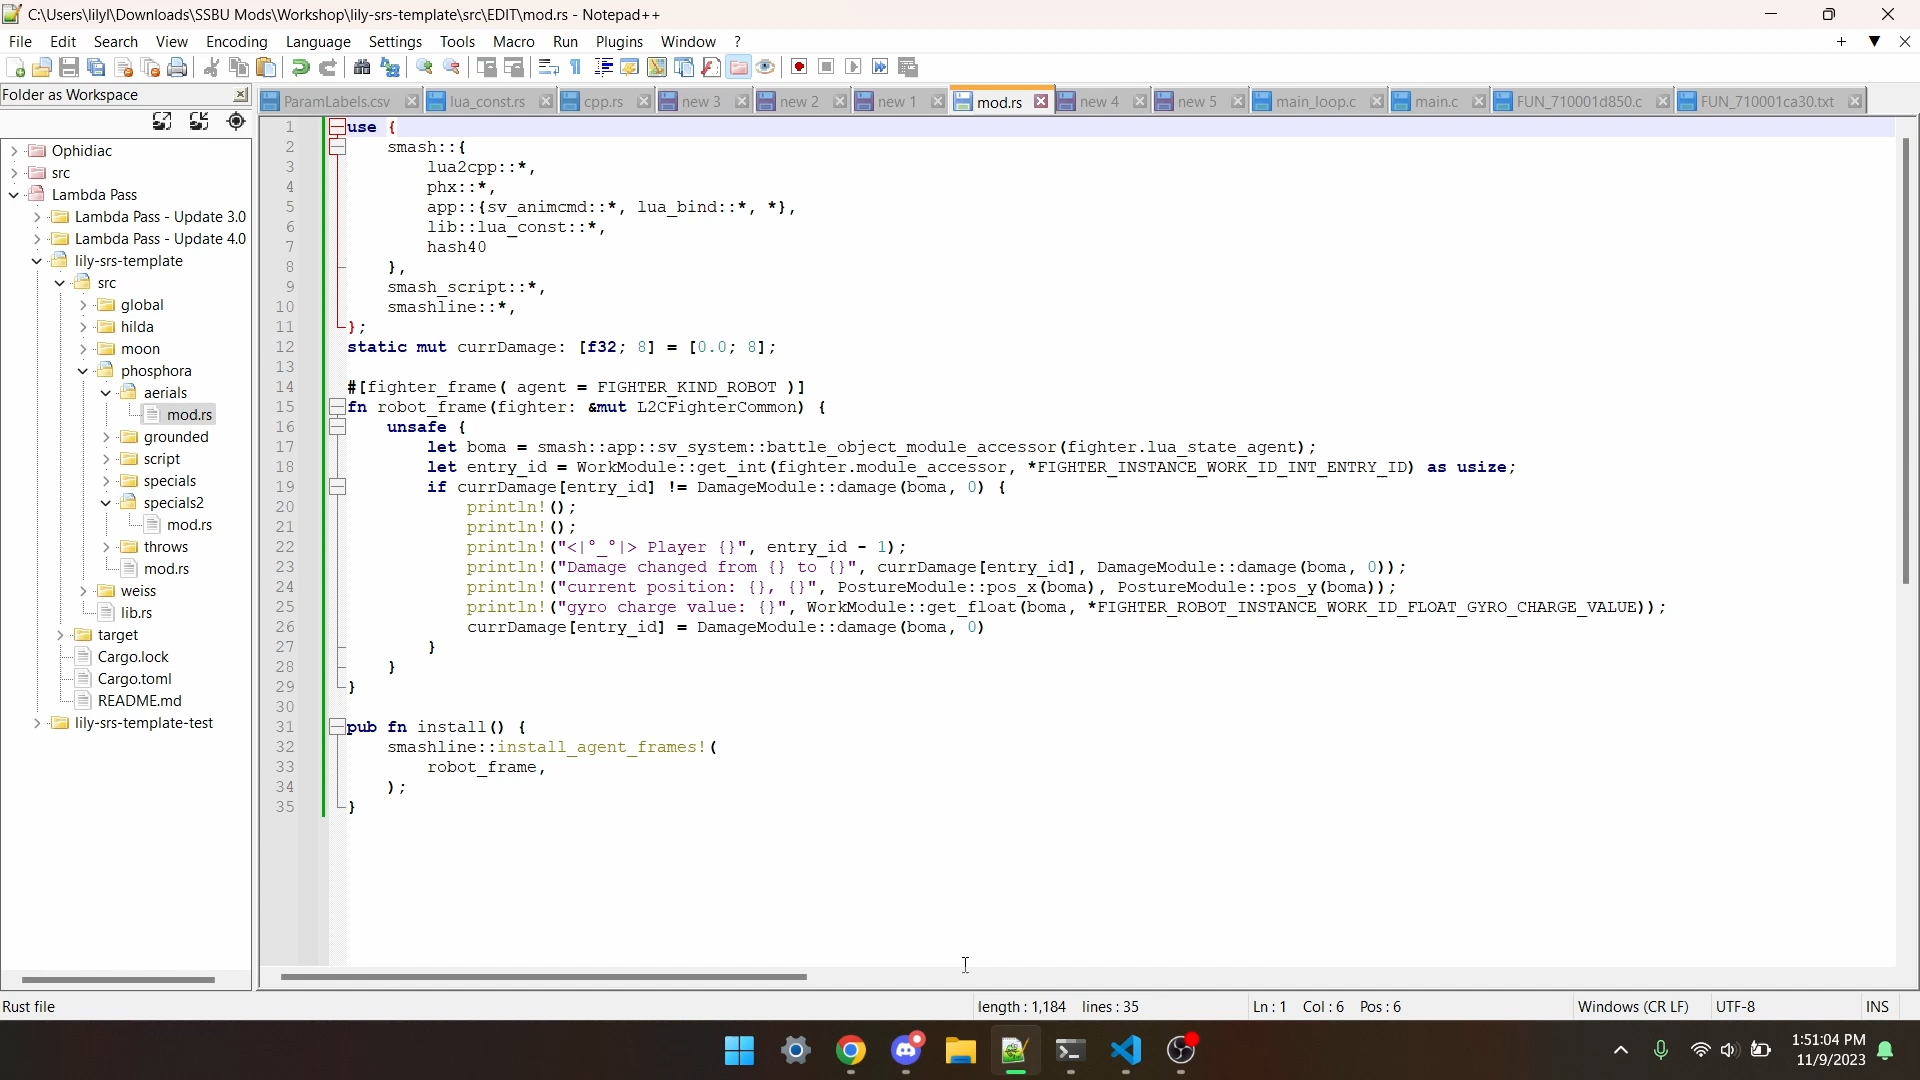 C:\Users\lilyl\Downloads\SSBU Mods\Workshop\lily-srs-template\src\EDIT\mod.rs - Notepad++
File Edit Search View Encoding Language Settings Tools Macro Run Plugins Window ?
Folder as Workspace
ParamLabels.csv lua_const.rs cpp.rs new 3 new 2 new 1 mod.rs new 4 new 5 main_loop.c main.c FUN_710001d850.c FUN_710001ca30.txt
Ophidiac
src
Lambda Pass
Lambda Pass - Update 3.0
Lambda Pass - Update 4.0
lily-srs-template
src
global
hilda
moon
phosphora
aerials
mod.rs
grounded
script
specials
specials2
mod.rs
throws
mod.rs
weiss
lib.rs
target
Cargo.lock
Cargo.toml
README.md
lily-srs-template-test
1 use {
2     smash::{
3         lua2cpp::*,
4         phx::*,
5         app::{sv_animcmd::*, lua_bind::*, *},
6         lib::lua_const::*,
7         hash40
8     },
9     smash_script::*,
10     smashline::*,
11 };
12 static mut currDamage: [f32; 8] = [0.0; 8];
13
14 #[fighter_frame( agent = FIGHTER_KIND_ROBOT )]
15 fn robot_frame(fighter: &mut L2CFighterCommon) {
16     unsafe {
17         let boma = smash::app::sv_system::battle_object_module_accessor(fighter.lua_state_agent);
18         let entry_id = WorkModule::get_int(fighter.module_accessor, *FIGHTER_INSTANCE_WORK_ID_INT_ENTRY_ID) as usize;
19         if currDamage[entry_id] != DamageModule::damage(boma, 0) {
20             println!();
21             println!();
22             println!("<|°_°|> Player {}", entry_id - 1);
23             println!("Damage changed from {} to {}", currDamage[entry_id], DamageModule::damage(boma, 0));
24             println!("current position: {}, {}", PostureModule::pos_x(boma), PostureModule::pos_y(boma));
25             println!("gyro charge value: {}", WorkModule::get_float(boma, *FIGHTER_ROBOT_INSTANCE_WORK_ID_FLOAT_GYRO_CHARGE_VALUE));
26             currDamage[entry_id] = DamageModule::damage(boma, 0)
27         }
28     }
29 }
30
31 pub fn install() {
32     smashline::install_agent_frames!(
33         robot_frame,
34     );
35 }
Rust file length : 1,184 lines : 35 Ln : 1 Col : 6 Pos : 6 Windows (CR LF) UTF-8 INS
1:51:04 PM
11/9/2023